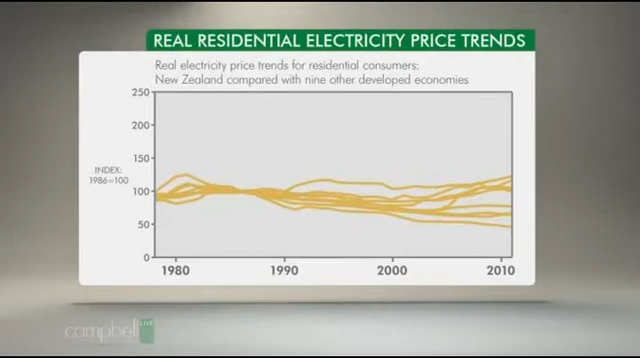 REAL RESIDENTIAL ELECTRICITY PRICE TRENDS
Real electricity price trends for residential consumers:
New Zealand compared with nine other developed economies
250
200
150
INDEX:
1986=100
100
50
0
1980
1990
2000
2010
campbell LIVE